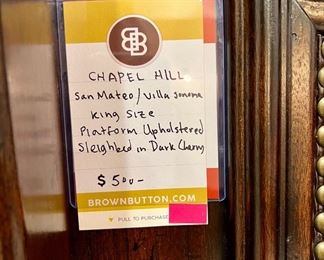 BB
CHAPEL HILL
San Mateo/Villa Sonoma
King Size
Platform Upholstered
Sleighbed in Dark Cherry
$500-
BROWNBUTTON.COM
▼ PULL TO PURCHASE